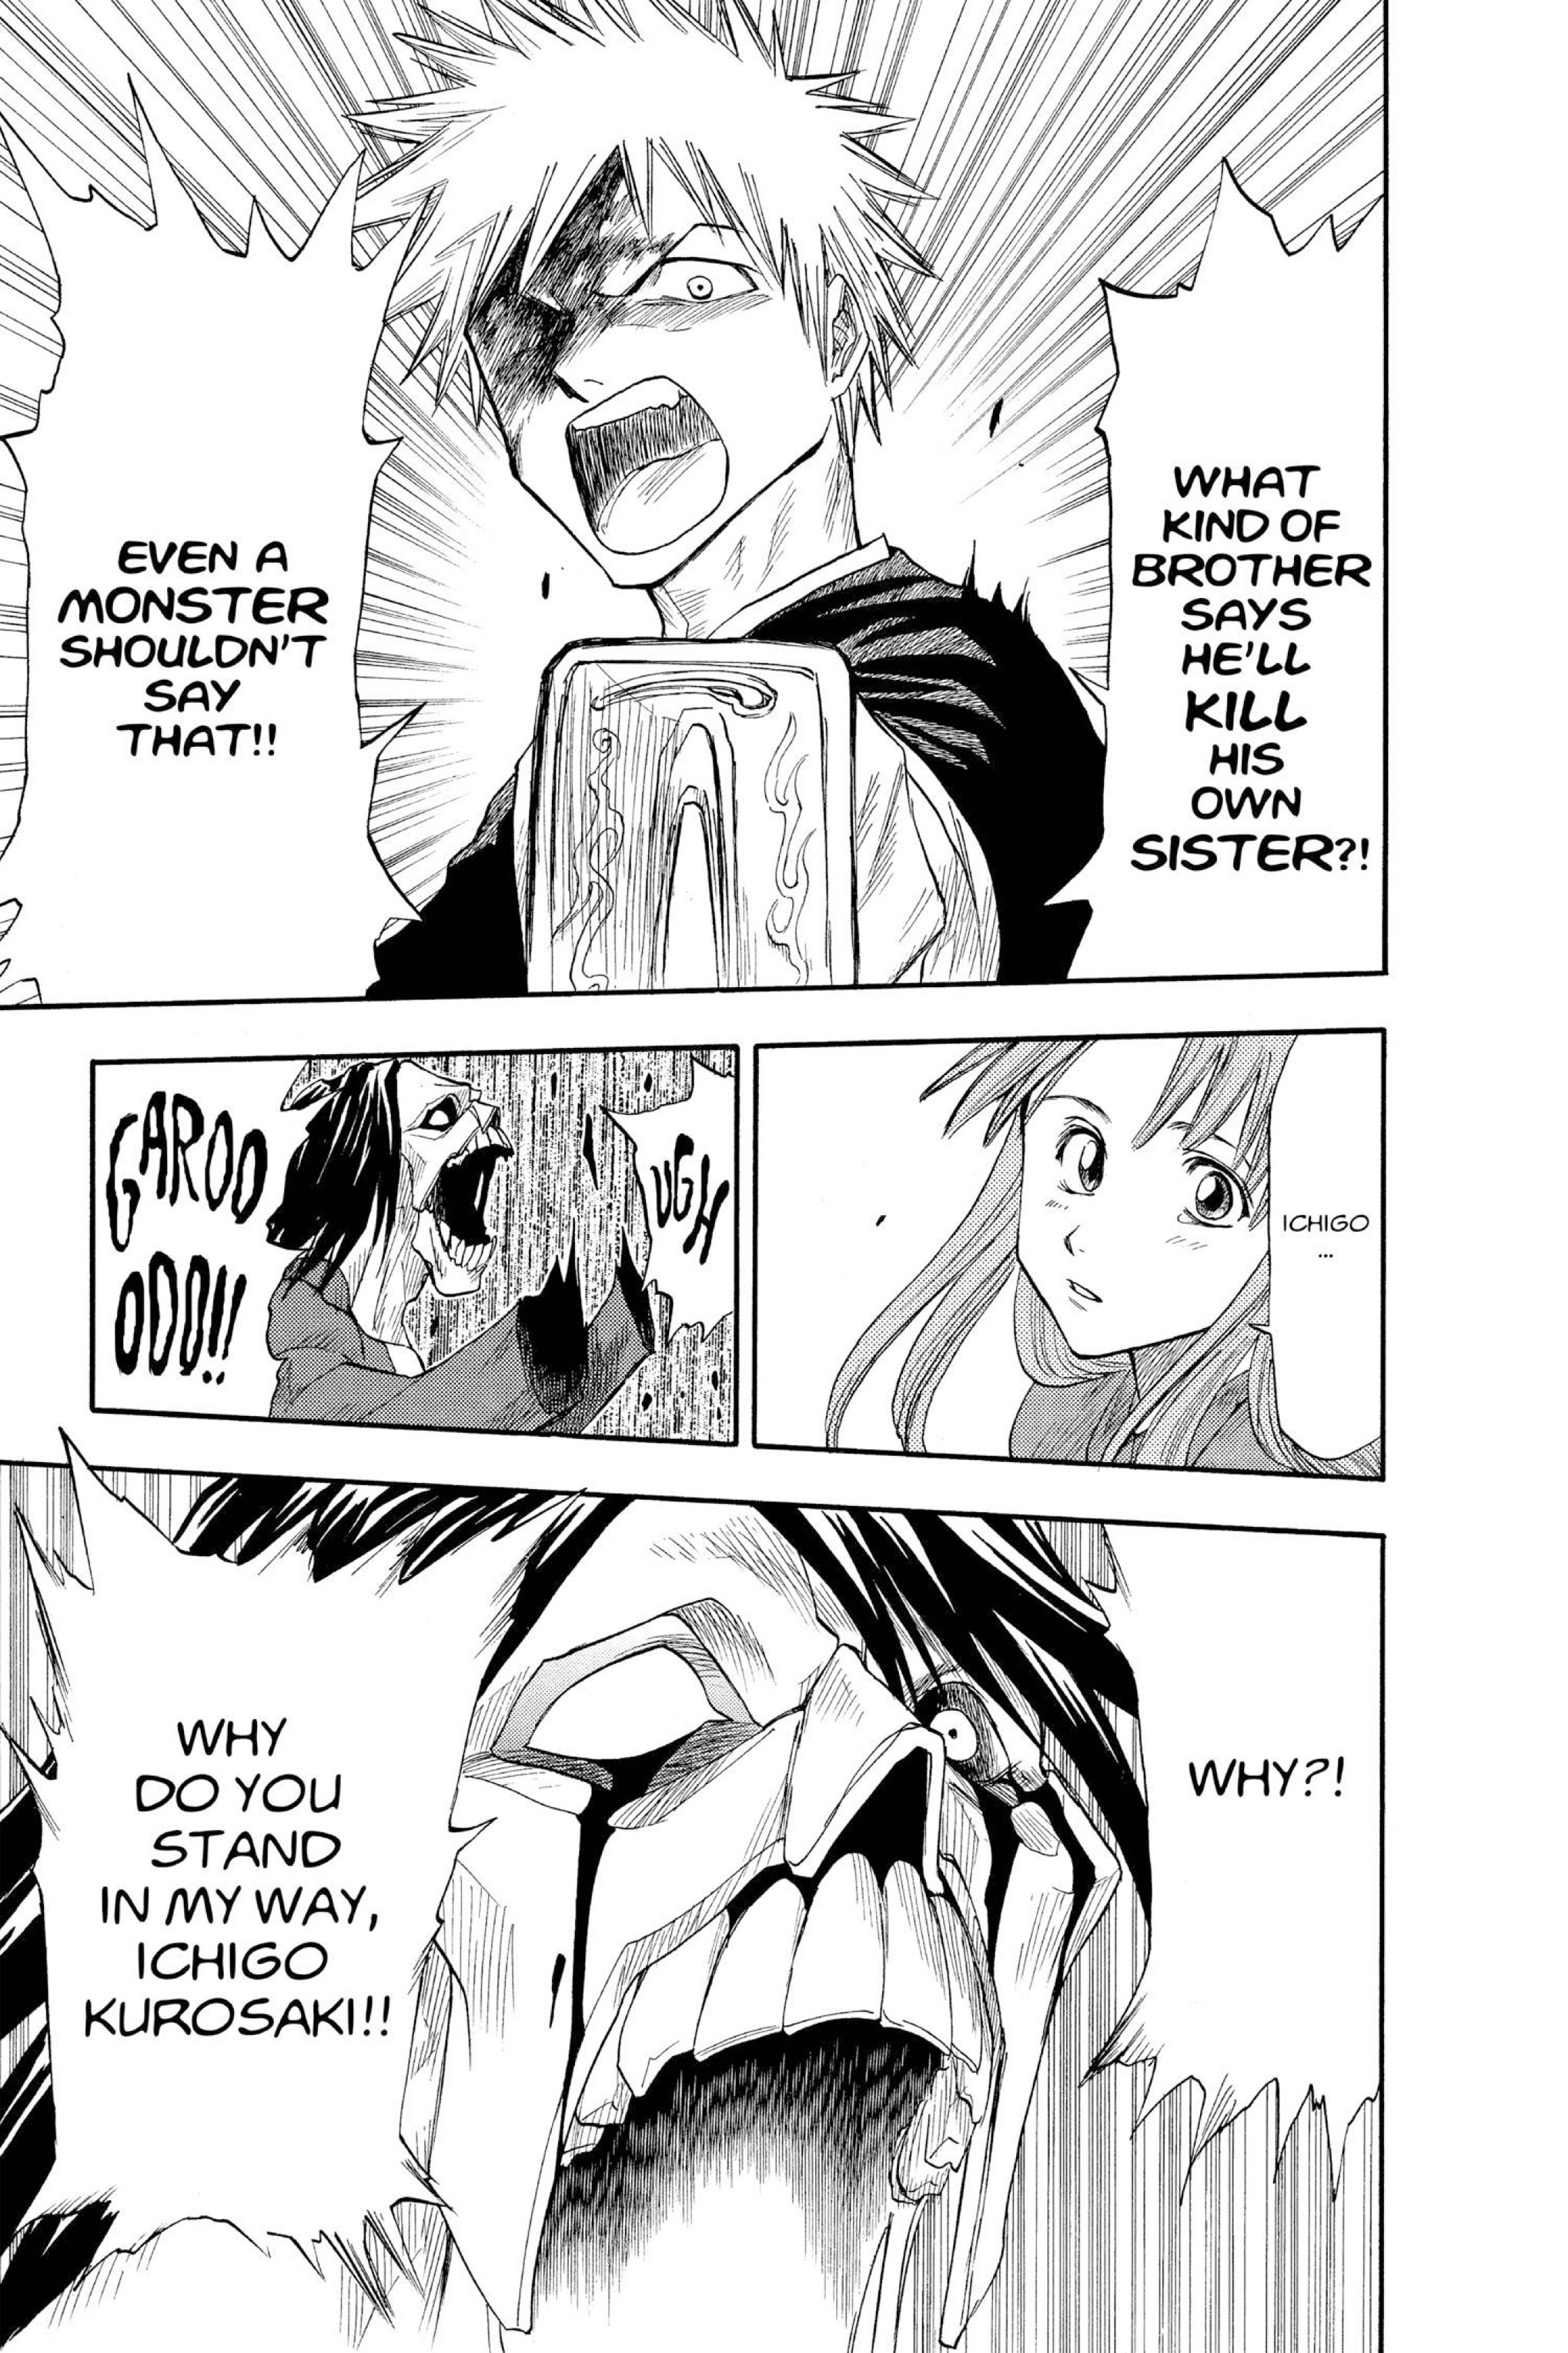 WHAT
KIND OF
BROTHER
SAYS
HE'LL
KILL
HIS
OWN
SISTER?!
EVEN A
MONSTER
SHOULDN'T
SAY
THAT!!
ICHIGO
...
UGH
GAROO
OOO!!
WHY?!
WHY
DO YOU
STAND
IN MY WAY,
ICHIGO
KUROSAKI!!